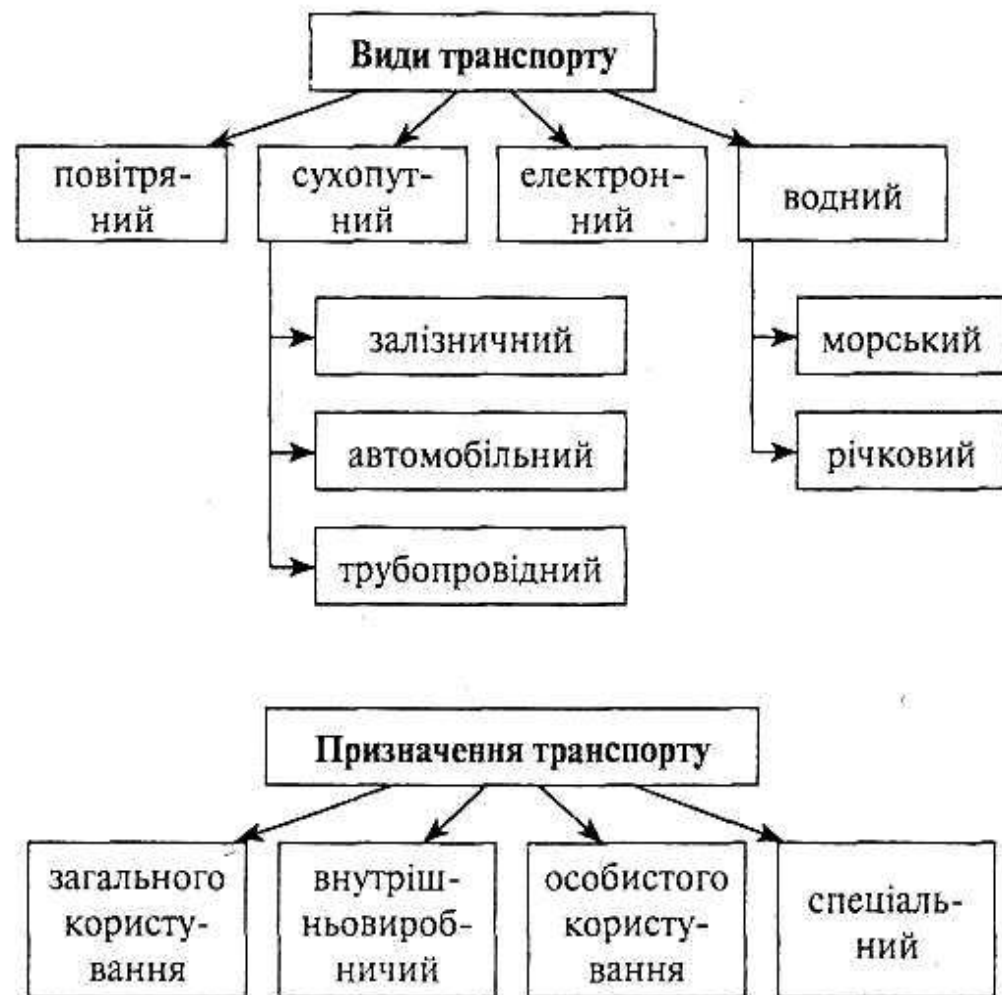 Види транспорту
повітря-
ний
сухопут-
ний
електрон-
ний
водний
залізничний
морський
автомобільний
річковий
трубопровідний
Призначення транспорту
загального
користу-
вання
внутріш-
ньовироб-
ничий
особистого
користу-
вання
спеціаль-
ний